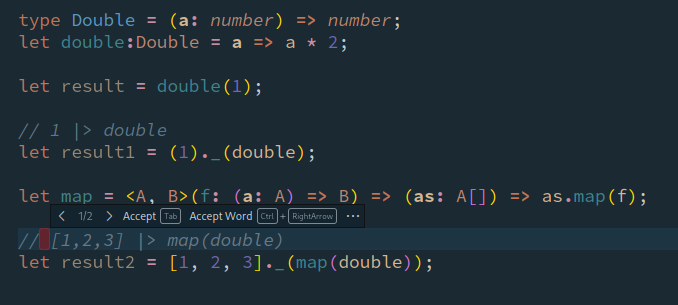 type Double = (a: number) => number;
let double:Double = a => a * 2;
let result = double(1);
// 1 |> double
let result1 = (1)._(double);
let map = <A, B>(f: (a: A) => B) => (as: A[]) => as.map(f);
< 1/2 > Accept Tab Accept Word Ctrl + RightArrow ...
// [1,2,3] |> map(double)
let result2 = [1, 2, 3]._(map(double));